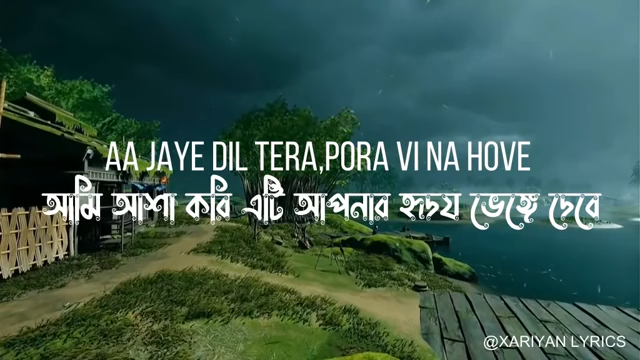 AA JAYE DIL TERA,PORA VI NA HOVE
আমি আশা করি এটি আপনার হৃদয় ভেঙ্গে দেবে
@XARIYAN LYRICS